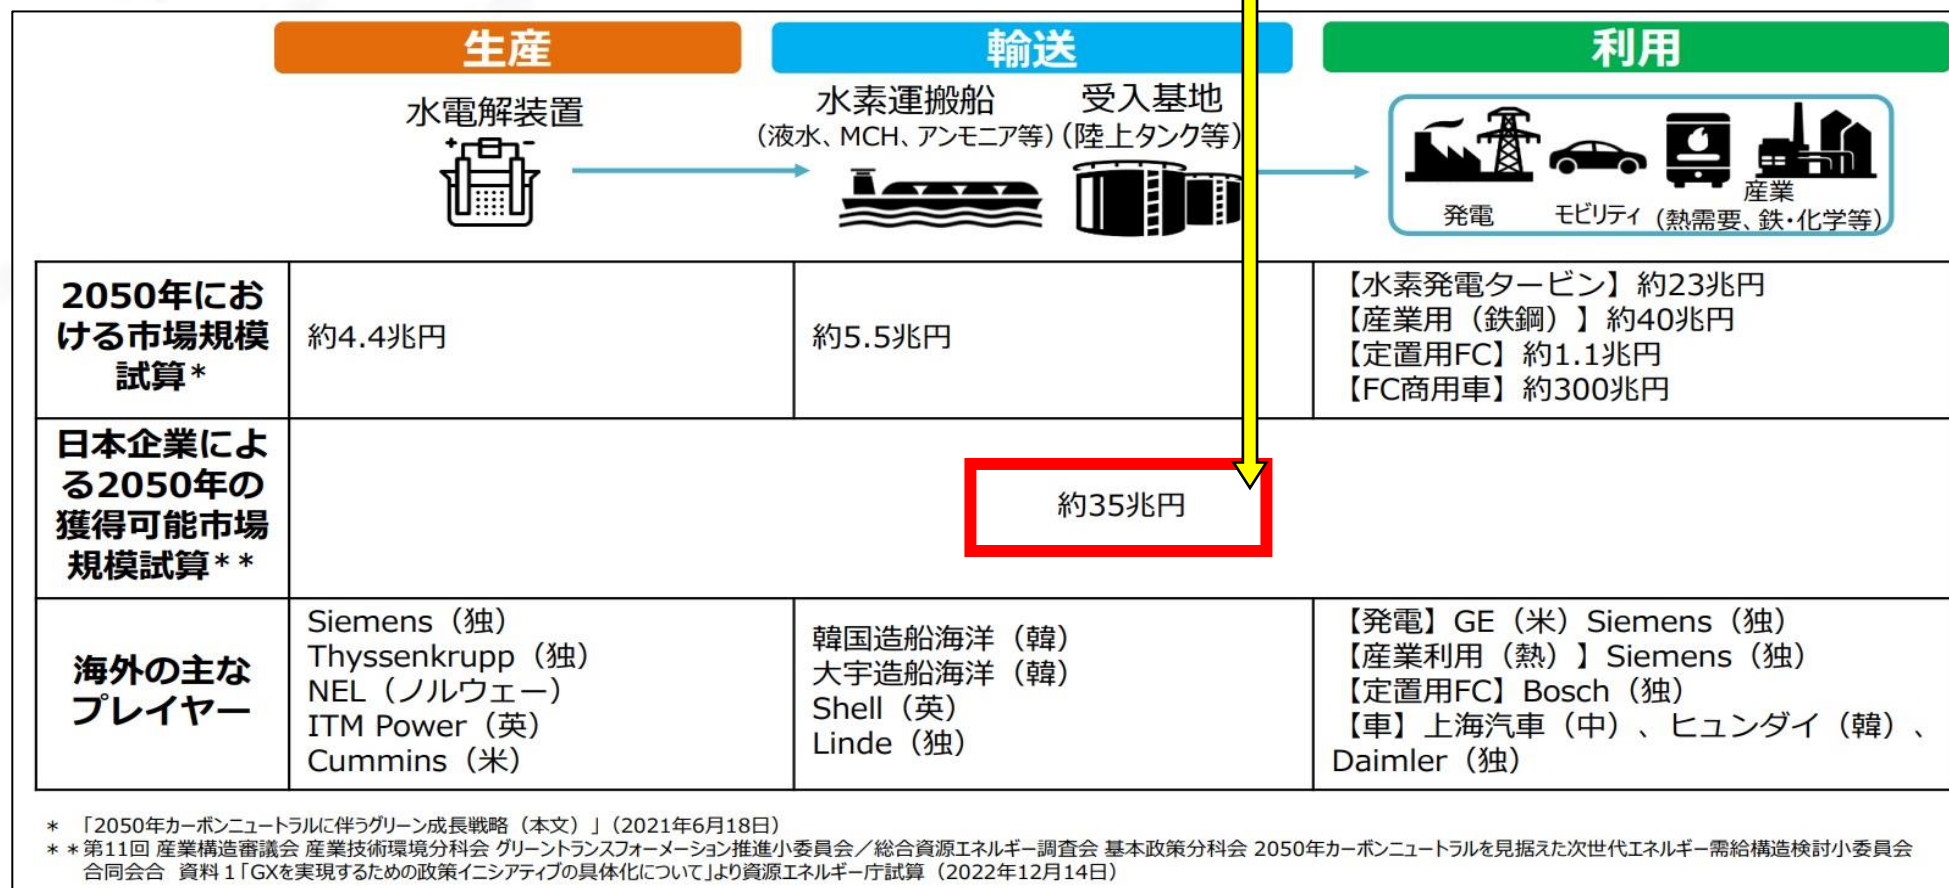 生産
輸送
利用
水電解装置
水素運搬船
(液水、MCH、アンモニア等)
受入基地
(陸上タンク等)
発電
モビリティ
産業
(熱需要、鉄・化学等)
2050年にお
ける市場規模
試算*
約4.4兆円
約5.5兆円
【水素発電タービン】約23兆円
【産業用（鉄鋼）】約40兆円
【定置用FC】約1.1兆円
【FC商用車】約300兆円
日本企業によ
る2050年の
獲得可能市場
規模試算**
約35兆円
海外の主な
プレイヤー
Siemens（独）
Thyssenkrupp（独）
NEL（ノルウェー）
ITM Power（英）
Cummins（米）
韓国造船海洋（韓）
大宇造船海洋（韓）
Shell（英）
Linde（独）
【発電】GE（米）Siemens（独）
【産業利用（熱）】Siemens（独）
【定置用FC】Bosch（独）
【車】上海汽車（中）、ヒュンダイ（韓）、
Daimler（独）
* 「2050年カーボンニュートラルに伴うグリーン成長戦略（本文）」（2021年6月18日）
**第11回 産業構造審議会 産業技術環境分科会 グリーントランスフォーメーション推進小委員会／総合資源エネルギー調査会 基本政策分科会 2050年カーボンニュートラルを見据えた次世代エネルギー需給構造検討小委員会
合同会合 資料１「GXを実現するための政策イニシアティブの具体化について」より資源エネルギー庁試算（2022年12月14日）